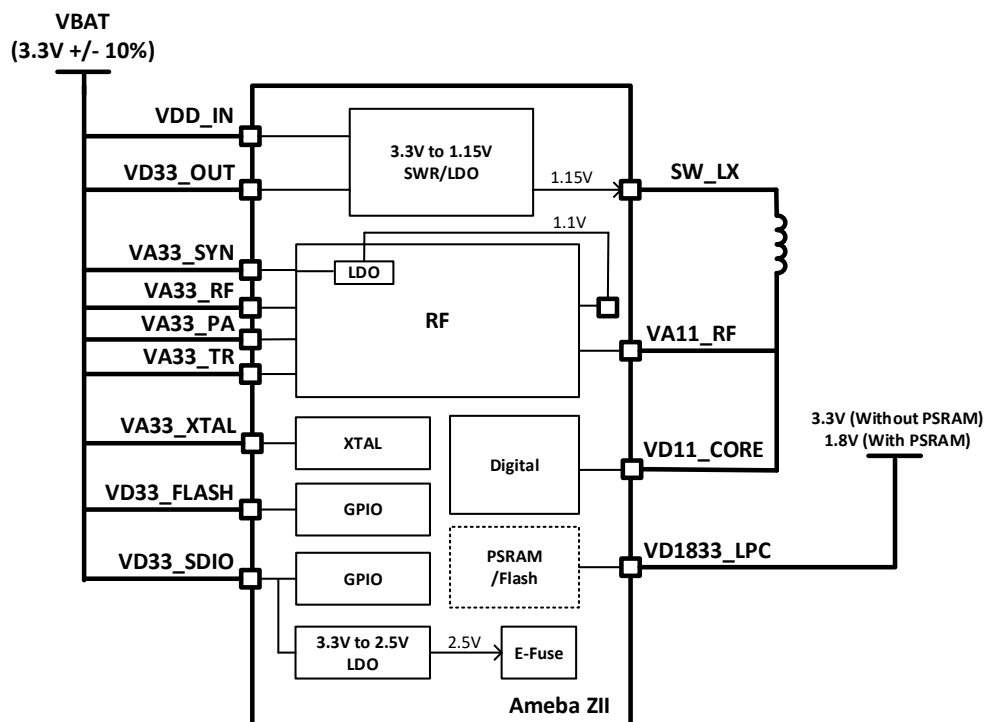 VBAT
(3.3V +/- 10%)
VDD_IN
VD33_OUT
3.3V to 1.15V
SWR/LDO
1.15V
SW_LX
VA33_SYN
VA33_RF
VA33_PA
VA33_TR
1.1V
LDO
RF
VA11_RF
VA33_XTAL
XTAL
Digital
VD11_CORE
3.3V (Without PSRAM)
1.8V (With PSRAM)
VD33_FLASH
GPIO
VD33_SDIO
GPIO
PSRAM
/Flash
VD1833_LPC
3.3V to 2.5V
LDO
2.5V
E-Fuse
Ameba ZII